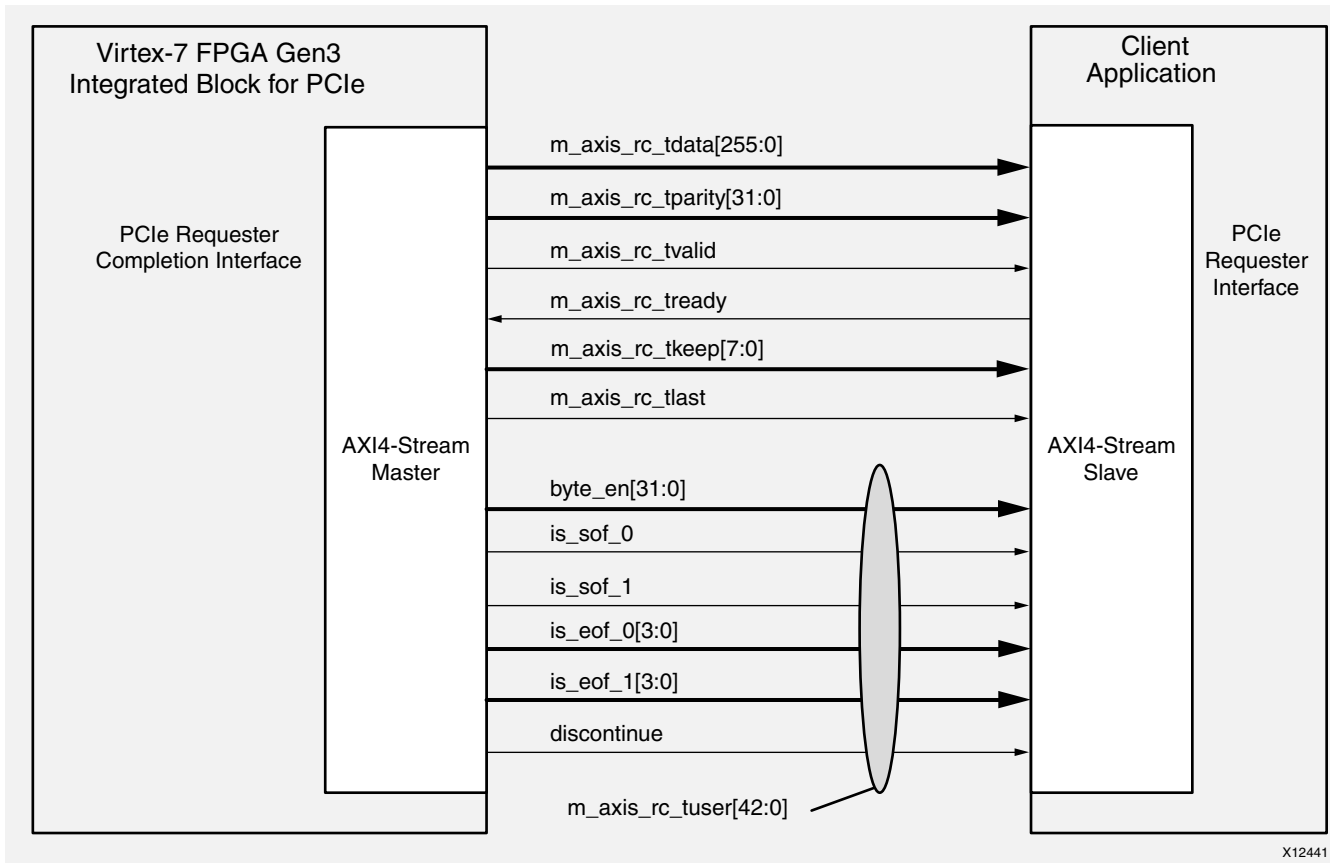 Virtex-7 FPGA Gen3
Integrated Block for PCIe
Client
Application
m_axis_rc_tdata[255:0]
m_axis_rc_tparity[31:0]
PCIe Requester
Completion Interface
m_axis_rc_tvalid
PCIe
Requester
Interface
m_axis_rc_tready
m_axis_rc_tkeep[7:0]
m_axis_rc_tlast
AXI4-Stream
Master
AXI4-Stream
Slave
byte_en[31:0]
is_sof_0
is_sof_1
is_eof_0[3:0]
is_eof_1[3:0]
discontinue
m_axis_rc_tuser[42:0]
X12441